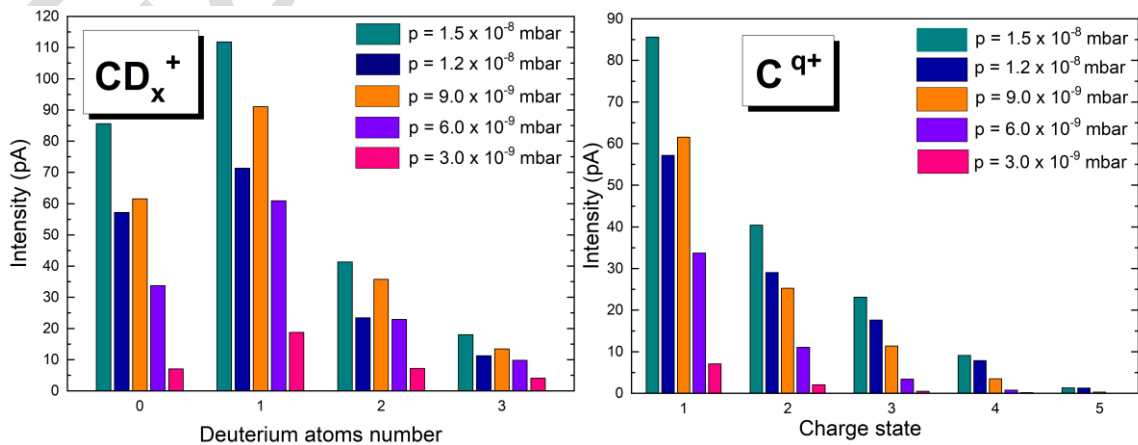 120
110
100
90
80
70
60
50
40
30
20
10
0
Intensity (pA)
CDx+
p = 1.5 x 10-8 mbar
p = 1.2 x 10-8 mbar
p = 9.0 x 10-9 mbar
p = 6.0 x 10-9 mbar
p = 3.0 x 10-9 mbar
0 1 2 3
Deuterium atoms number
90
80
70
60
50
40
30
20
10
0
Intensity (pA)
C q+
p = 1.5 x 10-8 mbar
p = 1.2 x 10-8 mbar
p = 9.0 x 10-9 mbar
p = 6.0 x 10-9 mbar
p = 3.0 x 10-9 mbar
1 2 3 4 5
Charge state